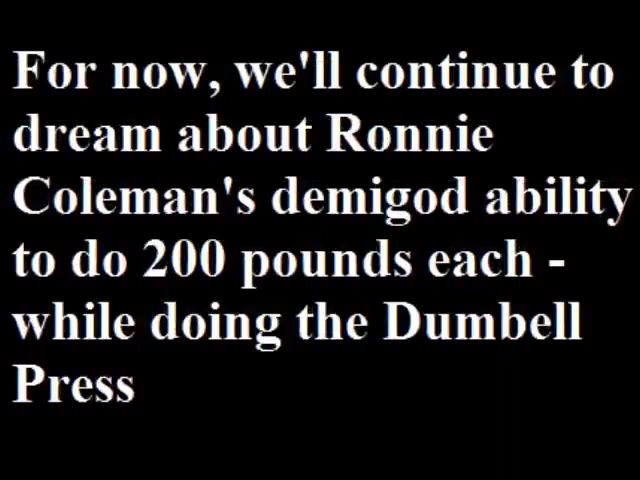 For now, we'll continue to
dream about Ronnie
Coleman's demigod ability
to do 200 pounds each -
while doing the Dumbell
Press